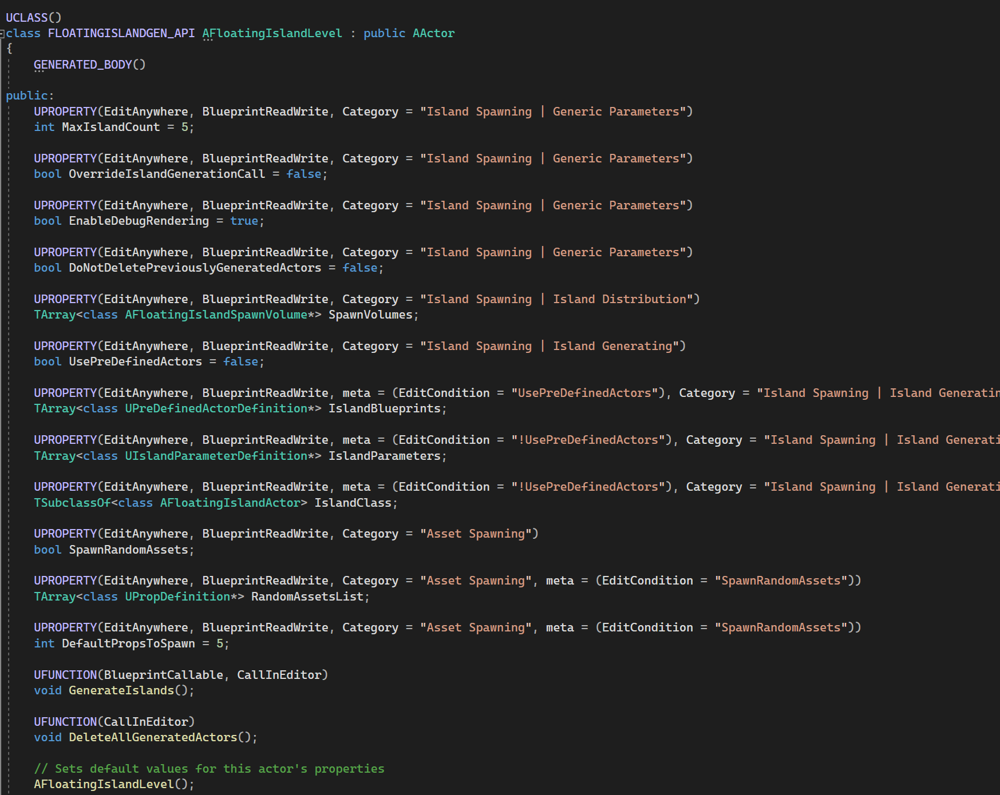 UCLASS()
class FLOATINGISLANDGEN_API AFloatingIslandLevel : public AActor
{
GENERATED_BODY()
public:
UPROPERTY(EditAnywhere, BlueprintReadWrite, Category = "Island Spawning | Generic Parameters")
int MaxIslandCount = 5;
UPROPERTY(EditAnywhere, BlueprintReadWrite, Category = "Island Spawning | Generic Parameters")
bool OverrideIslandGenerationCall = false;
UPROPERTY(EditAnywhere, BlueprintReadWrite, Category = "Island Spawning | Generic Parameters")
bool EnableDebugRendering = true;
UPROPERTY(EditAnywhere, BlueprintReadWrite, Category = "Island Spawning | Generic Parameters")
bool DoNotDeletePreviouslyGeneratedActors = false;
UPROPERTY(EditAnywhere, BlueprintReadWrite, Category = "Island Spawning | Island Distribution")
TArray<class AFloatingIslandSpawnVolume*> SpawnVolumes;
UPROPERTY(EditAnywhere, BlueprintReadWrite, Category = "Island Spawning | Island Generating")
bool UsePreDefinedActors = false;
UPROPERTY(EditAnywhere, BlueprintReadWrite, meta = (EditCondition = "UsePreDefinedActors"), Category = "Island Spawning | Island Generatin
TArray<class UPreDefinedActorDefinition*> IslandBlueprints;
UPROPERTY(EditAnywhere, BlueprintReadWrite, meta = (EditCondition = "!UsePreDefinedActors"), Category = "Island Spawning | Island Generati
TArray<class UIslandParameterDefinition*> IslandParameters;
UPROPERTY(EditAnywhere, BlueprintReadWrite, meta = (EditCondition = "!UsePreDefinedActors"), Category = "Island Spawning | Island Generati
TSubclassOf<class AFloatingIslandActor> IslandClass;
UPROPERTY(EditAnywhere, BlueprintReadWrite, Category = "Asset Spawning")
bool SpawnRandomAssets;
UPROPERTY(EditAnywhere, BlueprintReadWrite, Category = "Asset Spawning", meta = (EditCondition = "SpawnRandomAssets"))
TArray<class UPropDefinition*> RandomAssetsList;
UPROPERTY(EditAnywhere, BlueprintReadWrite, Category = "Asset Spawning", meta = (EditCondition = "SpawnRandomAssets"))
int DefaultPropsToSpawn = 5;
UFUNCTION(BlueprintCallable, CallInEditor)
void GenerateIslands();
UFUNCTION(CallInEditor)
void DeleteAllGeneratedActors();
// Sets default values for this actor's properties
AFloatingIslandLevel();